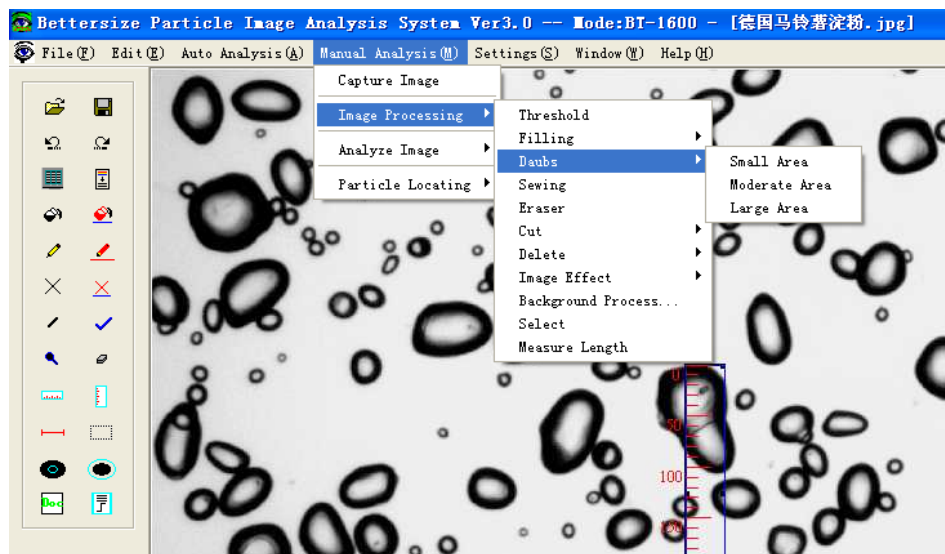 Bettersize Particle Image Analysis System Ver3.0 -- Mode:BT-1600 - [德国马铃薯淀粉.jpg]
File(F) Edit(E) Auto Analysis(A) Manual Analysis(M) Settings(S) Window(W) Help(H)
Capture Image
Image Processing
Analyze Image
Particle Locating
Threshold
Filling
Daubs
Sewing
Eraser
Cut
Delete
Image Effect
Background Process...
Select
Measure Length
Small Area
Moderate Area
Large Area
0
50
100
150
Doc